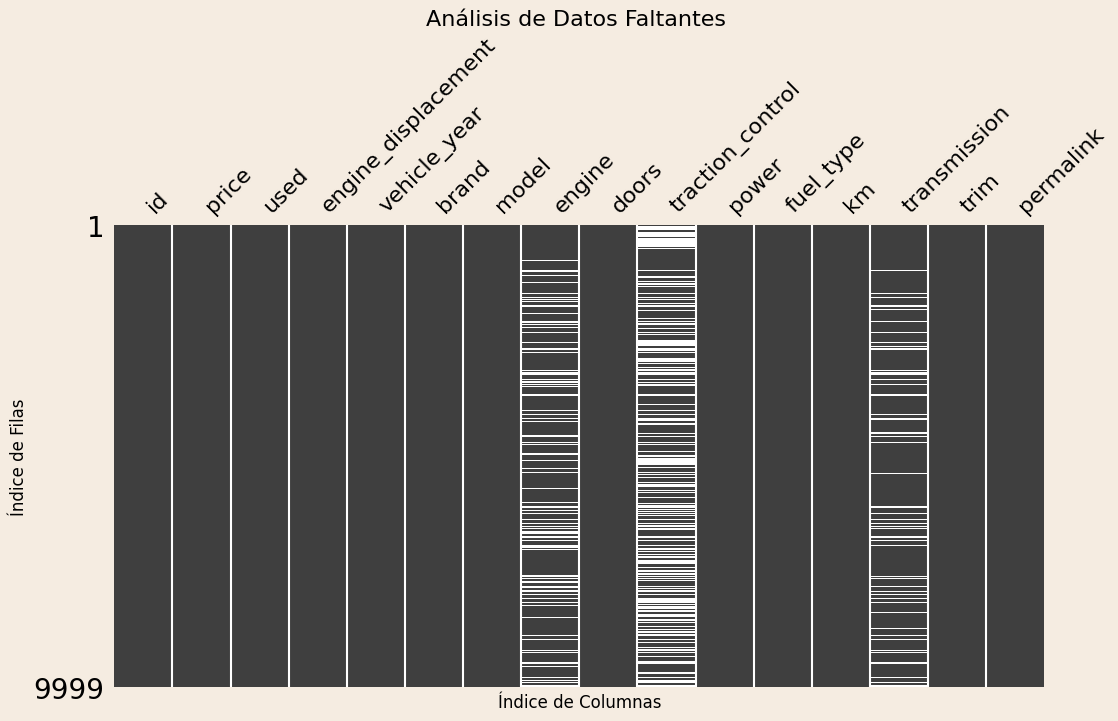 Análisis de Datos Faltantes
id
price
used
engine_displacement
vehicle_year
brand
model
engine
doors
traction_control
power
fuel_type
km
transmission
trim
permalink
1
9999
Índice de Filas
Índice de Columnas